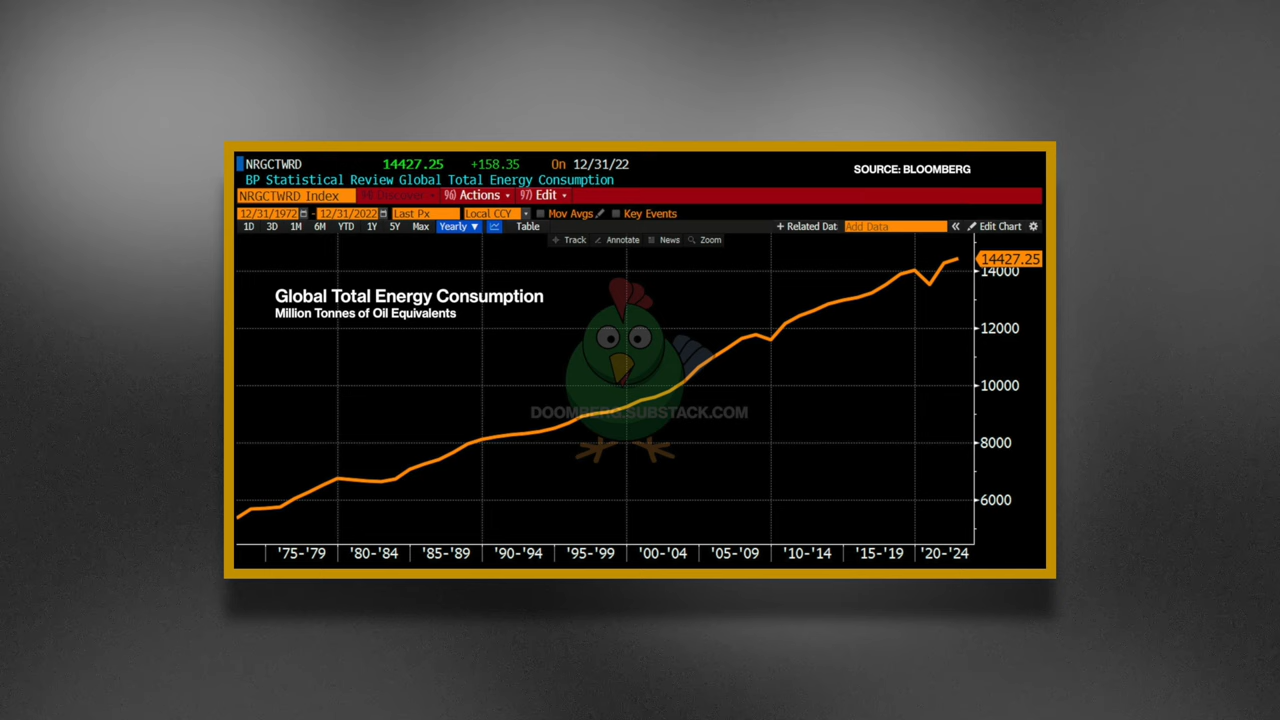 NRGCTWRD 14427.25 +158.35 On 12/31/22
SOURCE: BLOOMBERG
BP Statistical Review Global Total Energy Consumption
NRGCTWRD Index 96) Actions 97) Edit
12/31/1972 - 12/31/2022 Last Px Local CCY Mov Avgs Key Events
1D 3D 1M 6M YTD 1Y 5Y Max Yearly ▼ Table + Related Dat Add Data « Edit Chart
Track Annotate News Zoom
14427.25
14000
Global Total Energy Consumption
Million Tonnes of Oil Equivalents
12000
10000
DOOMBERG.SUBSTACK.COM
8000
6000
'75-'79 '80-'84 '85-'89 '90-'94 '95-'99 '00-'04 '05-'09 '10-'14 '15-'19 '20-'24